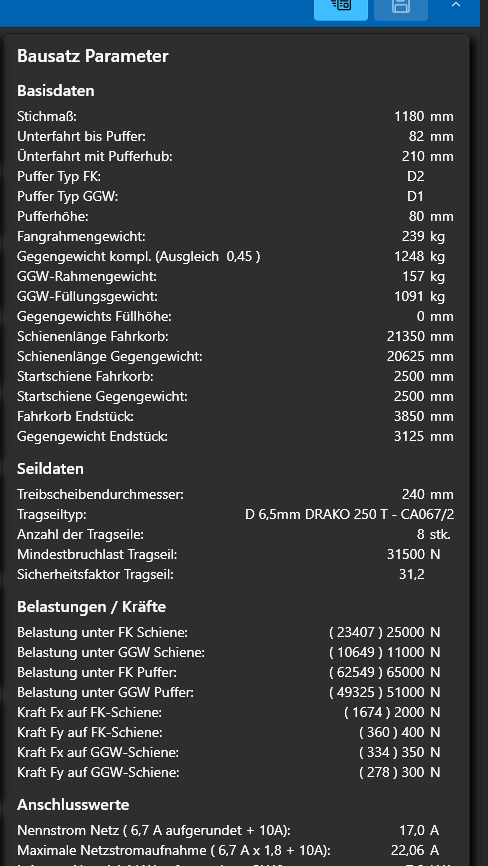 Bausatz Parameter
Basisdaten
Stichmaß: 1180 mm
Unterfahrt bis Puffer: 82 mm
Ünterfahrt mit Pufferhub: 210 mm
Puffer Typ FK: D2
Puffer Typ GGW: D1
Pufferhöhe: 80 mm
Fangrahmengewicht: 239 kg
Gegengewicht kompl. (Ausgleich 0,45 ) 1248 kg
GGW-Rahmengewicht: 157 kg
GGW-Füllungsgewicht: 1091 kg
Gegengewichts Füllhöhe: 0 mm
Schienenlänge Fahrkorb: 21350 mm
Schienenlänge Gegengewicht: 20625 mm
Startschiene Fahrkorb: 2500 mm
Startschiene Gegengewicht: 2500 mm
Fahrkorb Endstück: 3850 mm
Gegengewicht Endstück: 3125 mm
Seildaten
Treibscheibendurchmesser: 240 mm
Tragseiltyp: D 6,5mm DRAKO 250 T - CA067/2
Anzahl der Tragseile: 8 stk.
Mindestbruchlast Tragseil: 31500 N
Sicherheitsfaktor Tragseil: 31,2
Belastungen / Kräfte
Belastung unter FK Schiene: ( 23407 ) 25000 N
Belastung unter GGW Schiene: ( 10649 ) 11000 N
Belastung unter FK Puffer: ( 62549 ) 65000 N
Belastung unter GGW Puffer: ( 49325 ) 51000 N
Kraft Fx auf FK-Schiene: ( 1674 ) 2000 N
Kraft Fy auf FK-Schiene: ( 360 ) 400 N
Kraft Fx auf GGW-Schiene: ( 334 ) 350 N
Kraft Fy auf GGW-Schiene: ( 278 ) 300 N
Anschlusswerte
Nennstrom Netz ( 6,7 A aufgerundet + 10A): 17,0 A
Maximale Netzstromaufnahme ( 6,7 A x 1,8 + 10A): 22,06 A